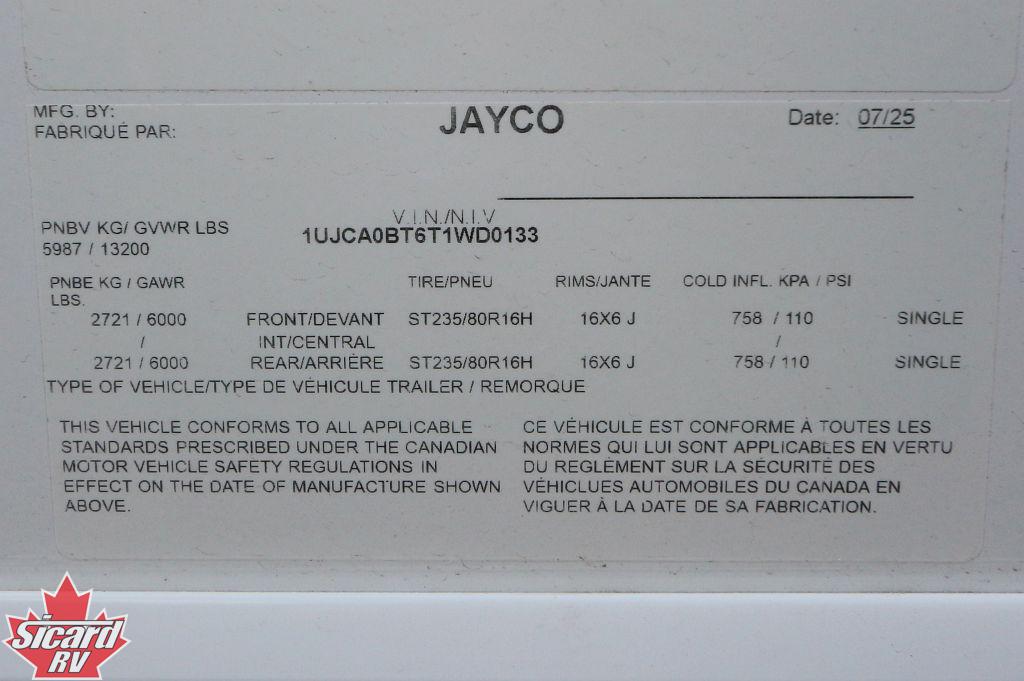 MFG. BY:
FABRIQUÉ PAR:
JAYCO
Date: 07/25
V.I.N./N.I.V
PNBV KG/ GVWR LBS
5987 / 13200
1UJCA0BT6T1WD0133
PNBE KG / GAWR LBS. TIRE/PNEU RIMS/JANTE COLD INFL. KPA / PSI
2721 / 6000 FRONT/DEVANT ST235/80R16H 16X6 J 758 / 110 SINGLE
/ INT/CENTRAL /
2721 / 6000 REAR/ARRIÈRE ST235/80R16H 16X6 J 758 / 110 SINGLE
TYPE OF VEHICLE/TYPE DE VÉHICULE TRAILER / REMORQUE
THIS VEHICLE CONFORMS TO ALL APPLICABLE
STANDARDS PRESCRIBED UNDER THE CANADIAN
MOTOR VEHICLE SAFETY REGULATIONS IN
EFFECT ON THE DATE OF MANUFACTURE SHOWN
ABOVE.
CE VÉHICULE EST CONFORME À TOUTES LES
NORMES QUI LUI SONT APPLICABLES EN VERTU
DU REGLÉMENT SUR LA SÉCURITÉ DES
VÉHICLUES AUTOMOBILES DU CANADA EN
VIGUER À LA DATE DE SA FABRICATION.
Sicard
RV